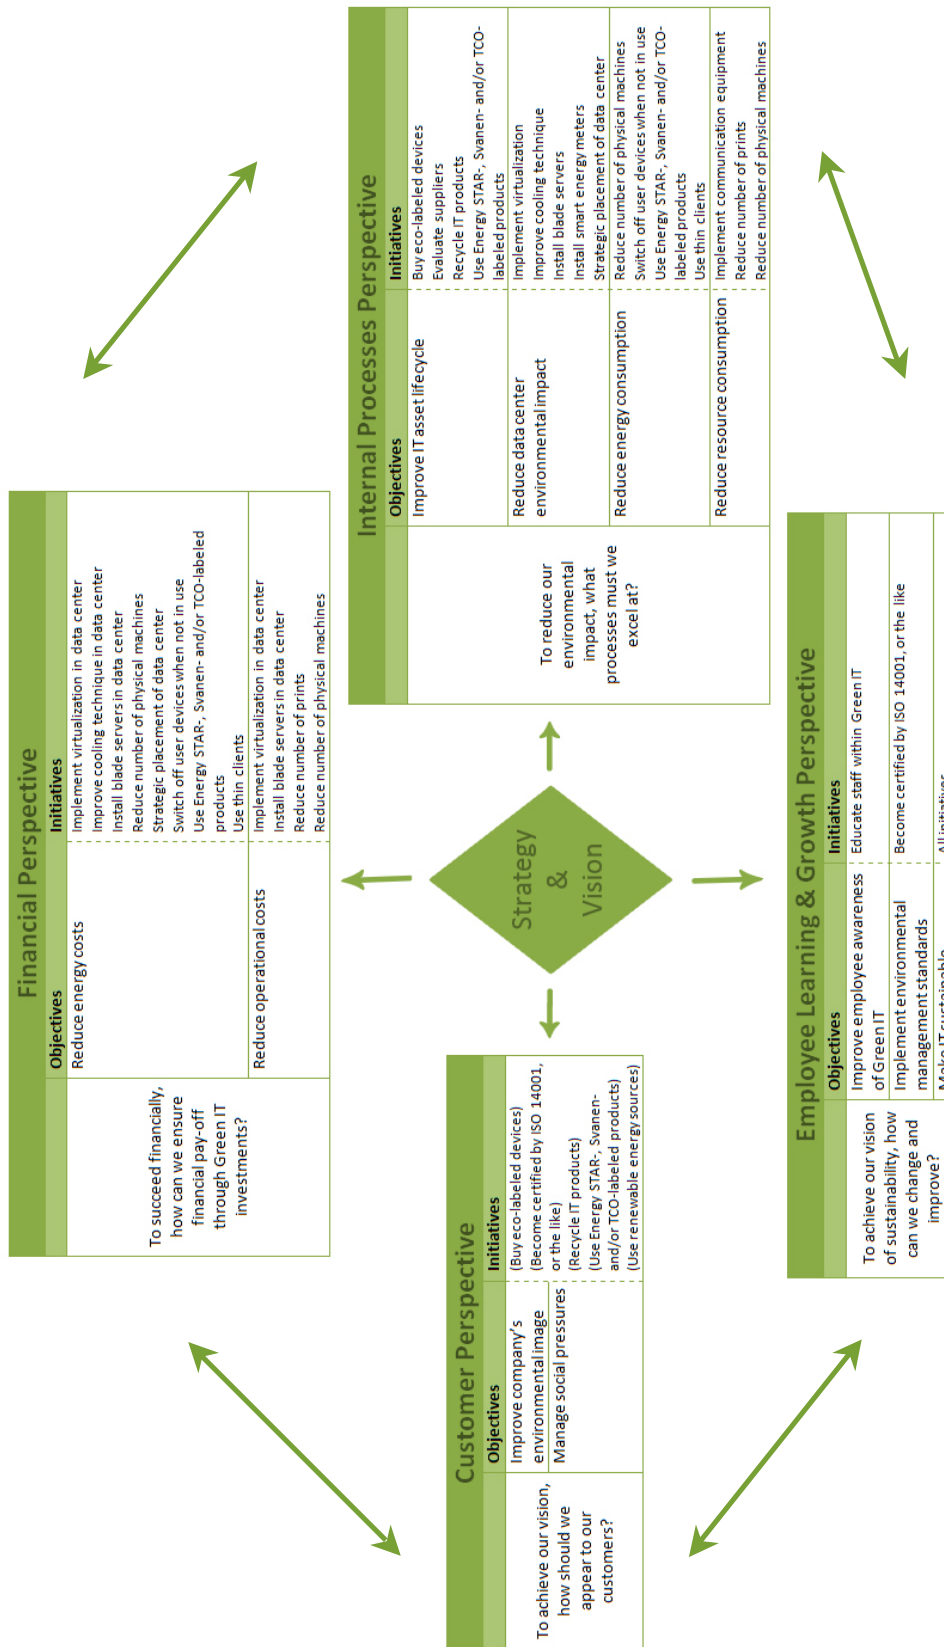 Financial Perspective
Objectives
Initiatives
To succeed financially,
how can we ensure
financial pay-off
through Green IT
investments?
Reduce energy costs
Implement virtualization in data center
Improve cooling technique in data center
Install blade servers in data center
Reduce number of physical machines
Strategic placement of data center
Switch off user devices when not in use
Use Energy STAR-, Svanen- and/or TCO-labeled
products
Use thin clients
Reduce operational costs
Implement virtualization in data center
Install blade servers in data center
Reduce number of prints
Reduce number of physical machines
Customer Perspective
Objectives
Initiatives
To achieve our vision,
how should we
appear to our
customers?
Improve company's
environmental image
Manage social pressures
(Buy eco-labeled devices)
(Become certified by ISO 14001,
or the like)
(Recycle IT products)
(Use Energy STAR-, Svanen-
and/or TCO-labeled products)
(Use renewable energy sources)
Strategy
&
Vision
Internal Processes Perspective
Objectives
Initiatives
To reduce our
environmental
impact, what
processes must we
excel at?
Improve IT asset lifecycle
Buy eco-labeled devices
Evaluate suppliers
Recycle IT products
Use Energy STAR-, Svanen- and/or TCO-
labeled products
Reduce data center
environmental impact
Implement virtualization
Improve cooling technique
Install blade servers
Install smart energy meters
Strategic placement of data center
Reduce energy consumption
Reduce number of physical machines
Switch off user devices when not in use
Use Energy STAR-, Svanen- and/or TCO-
labeled products
Use thin clients
Reduce resource consumption
Implement communication equipment
Reduce number of prints
Reduce number of physical machines
Employee Learning & Growth Perspective
Objectives
Initiatives
To achieve our vision
of sustainability, how
can we change and
improve?
Improve employee awareness
of Green IT
Educate staff within Green IT
Implement environmental
management standards
Become certified by ISO 14001, or the like
Make IT sustainable
All initiatives